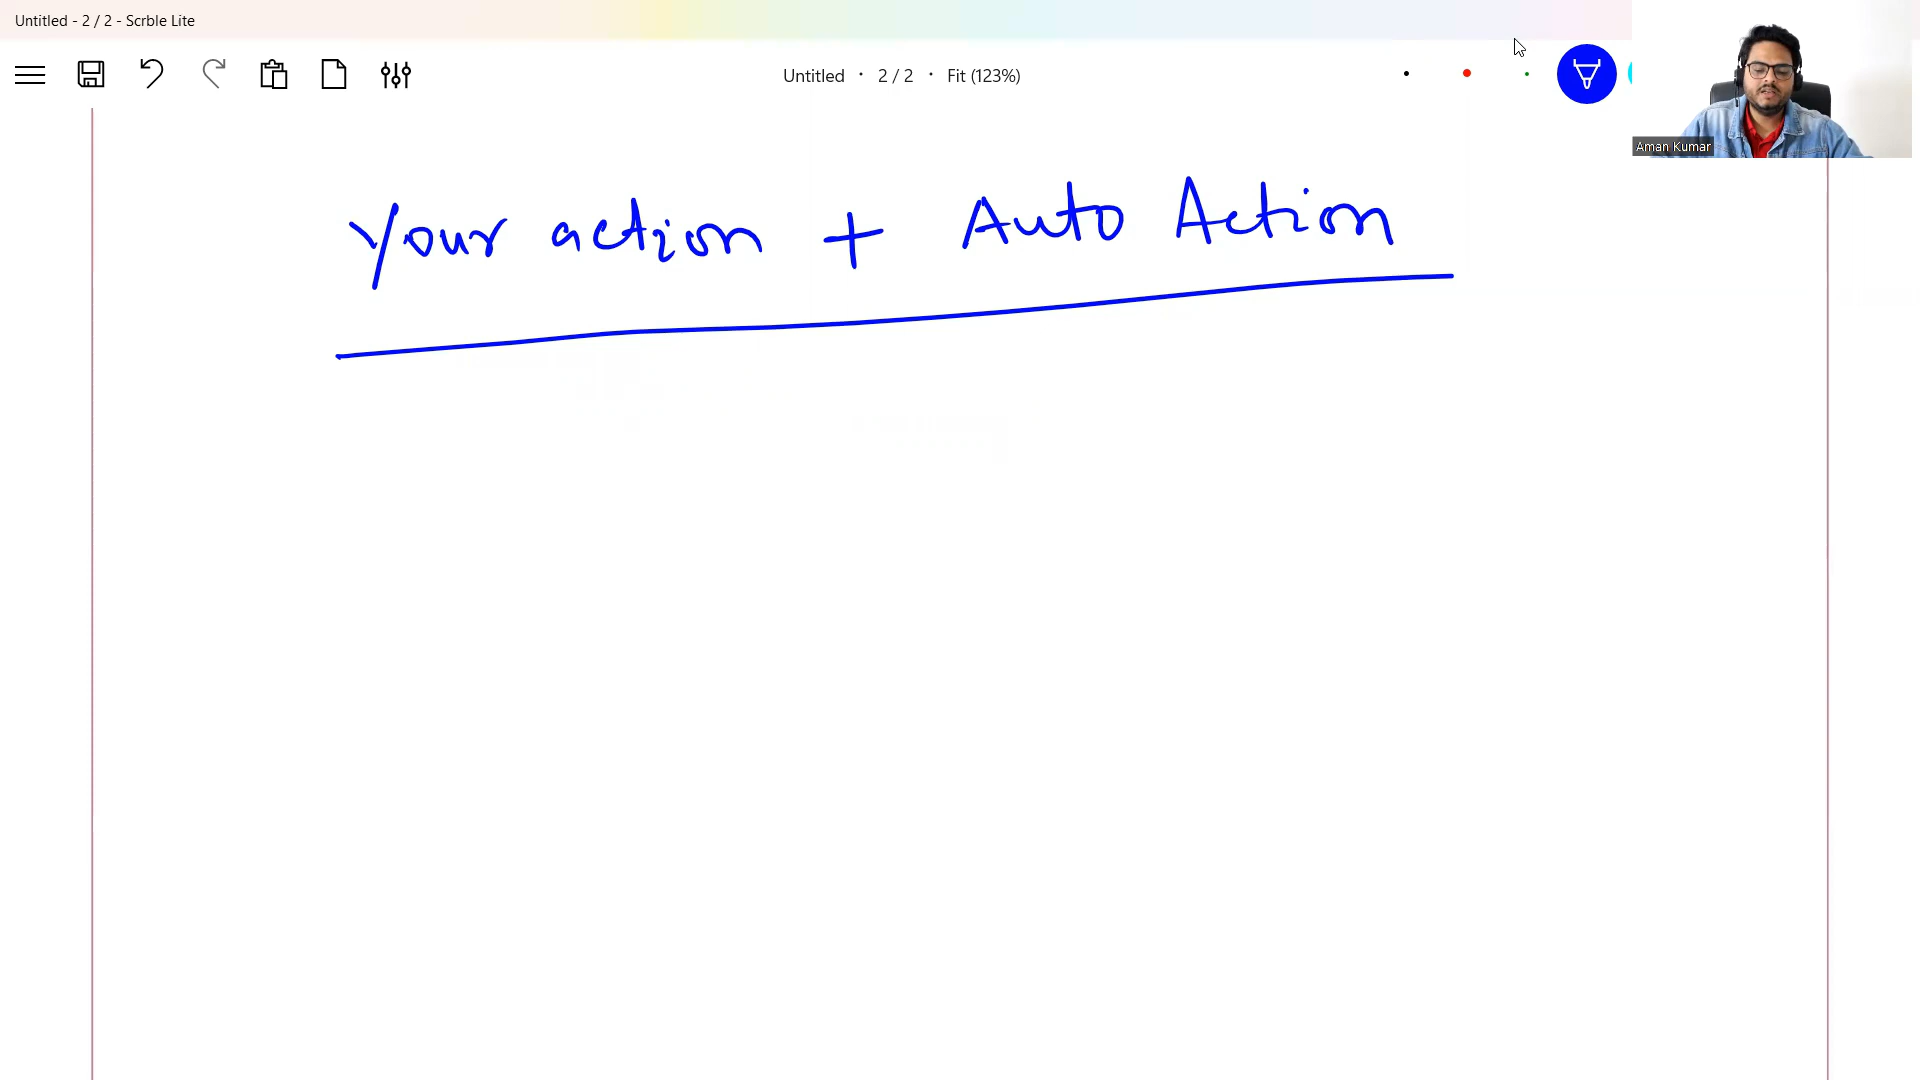 Untitled - 2 / 2 - Scrble Lite
Untitled • 2 / 2 • Fit (123%)
Aman Kumar
Your action + Auto Action